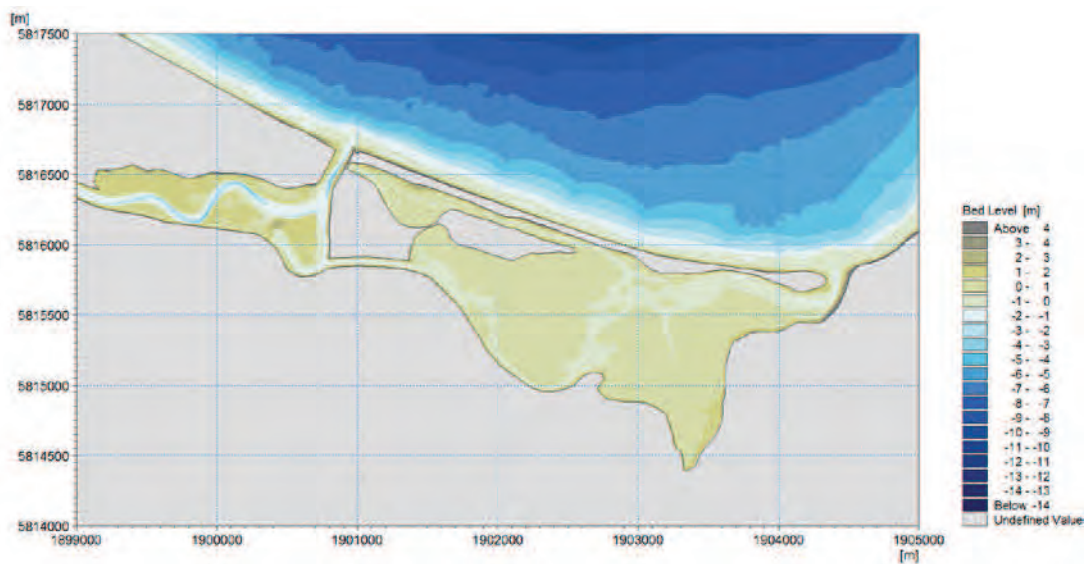 [m]
5817500
5817000
5816500
5816000
5815500
5815000
5814500
5814000
1899000 1900000 1901000 1902000 1903000 1904000 1905000
[m]
Bed Level [m]
Above 4
3 - 4
2 - 3
1 - 2
0 - 1
-1 - 0
-2 - -1
-3 - -2
-4 - -3
-5 - -4
-6 - -5
-7 - -6
-8 - -7
-9 - -8
-10 - -9
-11 - -10
-12 - -11
-13 - -12
-14 - -13
Below -14
Undefined Value